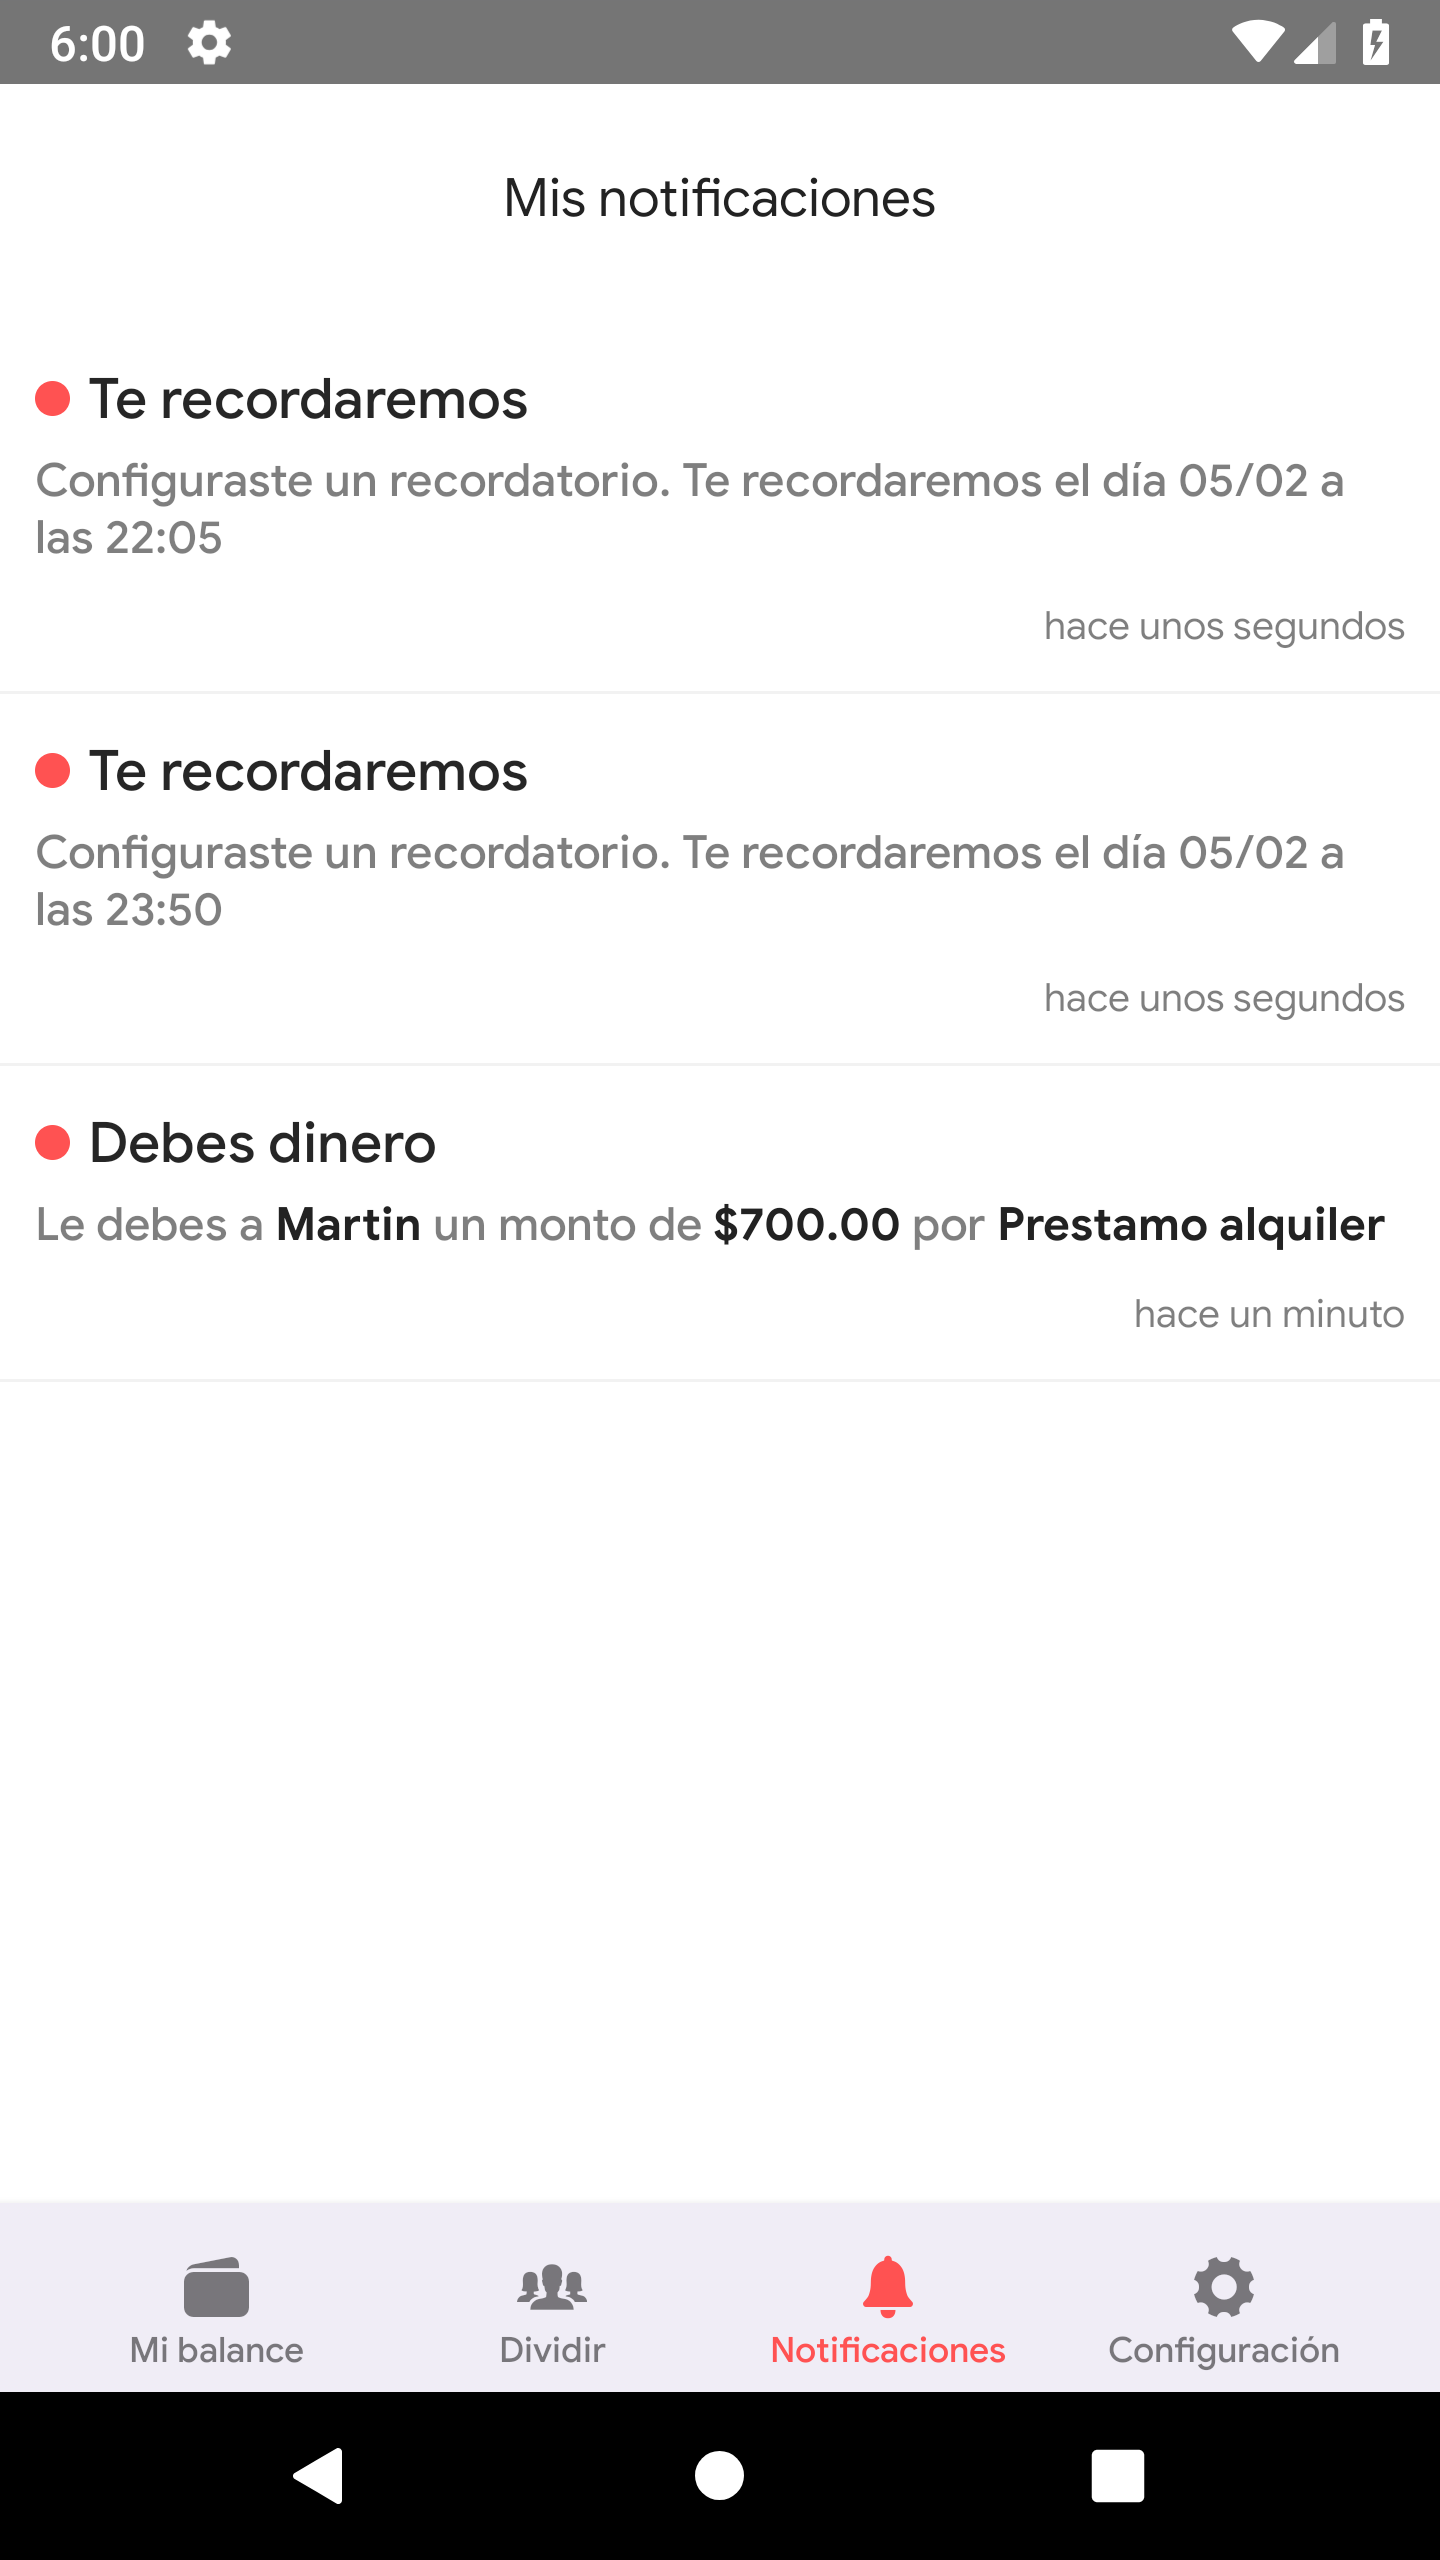 6:00
Mis notificaciones
Te recordaremos
Configuraste un recordatorio. Te recordaremos el día 05/02 a
las 22:05
hace unos segundos
Te recordaremos
Configuraste un recordatorio. Te recordaremos el día 05/02 a
las 23:50
hace unos segundos
Debes dinero
Le debes a Martin un monto de $700.00 por Prestamo alquiler
hace un minuto
Mi balance
Dividir
Notificaciones
Configuración